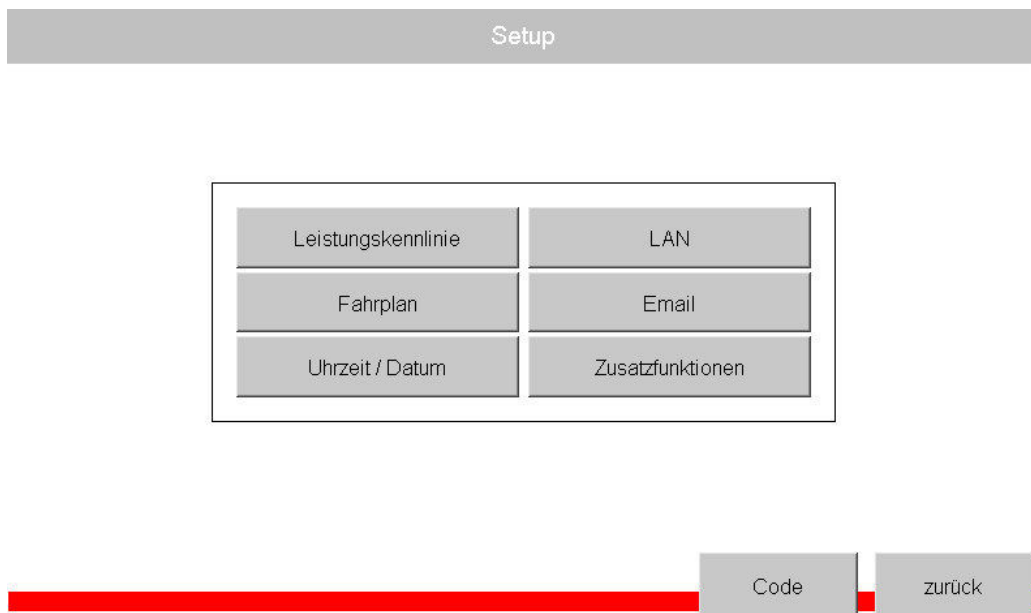 Setup
Leistungskennlinie
LAN
Fahrplan
Email
Uhrzeit / Datum
Zusatzfunktionen
Code
zurück